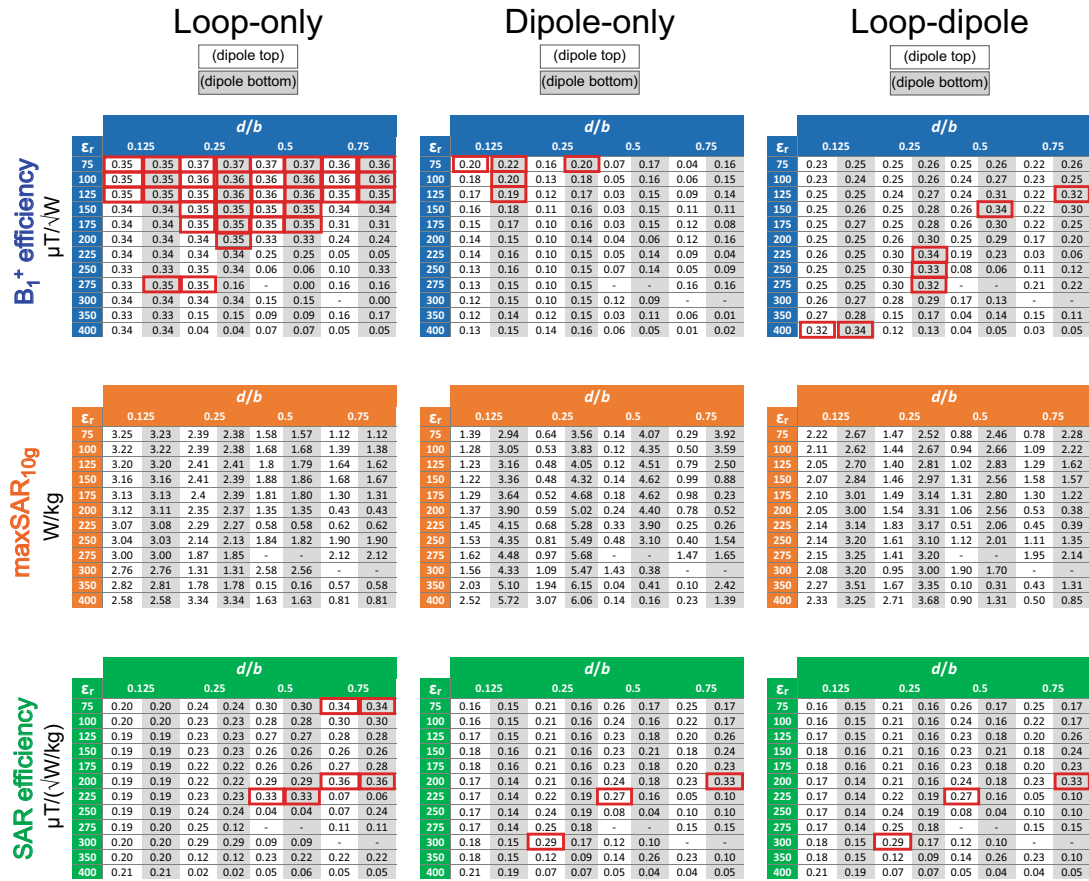 Loop-only
(dipole top)
(dipole bottom)
Dipole-only
(dipole top)
(dipole bottom)
Loop-dipole
(dipole top)
(dipole bottom)
B₁⁺ efficiency
µT/√W
d/b
εr 0.125 0.25 0.5 0.75
75 0.35 0.35 0.37 0.37 0.37 0.37 0.36 0.36
100 0.35 0.35 0.36 0.36 0.36 0.36 0.36 0.36
125 0.35 0.35 0.36 0.36 0.36 0.36 0.35 0.35
150 0.34 0.34 0.35 0.35 0.35 0.35 0.34 0.34
175 0.34 0.34 0.35 0.35 0.35 0.35 0.31 0.31
200 0.34 0.34 0.34 0.35 0.33 0.33 0.24 0.24
225 0.34 0.34 0.34 0.34 0.25 0.25 0.05 0.05
250 0.33 0.33 0.35 0.34 0.06 0.06 0.10 0.33
275 0.33 0.35 0.35 0.16 - 0.00 0.16 0.16
300 0.34 0.34 0.34 0.34 0.15 0.15 - 0.00
350 0.33 0.33 0.15 0.15 0.09 0.09 0.16 0.17
400 0.34 0.34 0.04 0.04 0.07 0.07 0.05 0.05
d/b
εr 0.125 0.25 0.5 0.75
75 0.20 0.22 0.16 0.20 0.07 0.17 0.04 0.16
100 0.18 0.20 0.13 0.18 0.05 0.16 0.06 0.15
125 0.17 0.19 0.12 0.17 0.03 0.15 0.09 0.14
150 0.16 0.18 0.11 0.16 0.03 0.15 0.11 0.11
175 0.14 0.17 0.10 0.16 0.03 0.15 0.12 0.08
200 0.14 0.15 0.10 0.14 0.04 0.06 0.12 0.16
225 0.14 0.16 0.10 0.15 0.05 0.14 0.09 0.04
250 0.13 0.15 0.10 0.15 0.07 0.14 0.05 0.09
275 0.13 0.15 0.10 0.15 - - 0.16 0.16
300 0.12 0.15 0.10 0.15 0.12 0.09 - -
350 0.12 0.14 0.12 0.15 0.03 0.11 0.06 0.01
400 0.13 0.15 0.14 0.16 0.06 0.05 0.01 0.02
d/b
εr 0.125 0.25 0.5 0.75
75 0.23 0.25 0.25 0.26 0.25 0.26 0.22 0.26
100 0.23 0.24 0.25 0.26 0.24 0.27 0.23 0.25
125 0.25 0.25 0.24 0.27 0.24 0.31 0.22 0.32
150 0.25 0.26 0.25 0.28 0.26 0.34 0.22 0.30
175 0.25 0.27 0.25 0.28 0.26 0.30 0.22 0.25
200 0.25 0.25 0.26 0.30 0.25 0.29 0.17 0.20
225 0.26 0.25 0.25 0.34 0.19 0.23 0.03 0.06
250 0.26 0.25 0.25 0.33 0.08 0.06 0.11 0.12
275 0.25 0.25 0.30 0.32 - - 0.21 0.22
300 0.26 0.27 0.28 0.29 0.17 0.13 - -
350 0.27 0.28 0.15 0.17 0.04 0.14 0.15 0.11
400 0.32 0.34 0.12 0.13 0.04 0.05 0.03 0.05
maxSAR10g
W/kg
d/b
εr 0.125 0.25 0.5 0.75
75 3.25 3.23 2.39 2.38 1.58 1.57 1.12 1.12
100 3.22 3.22 2.39 2.38 1.68 1.68 1.39 1.38
125 3.20 3.20 2.41 2.41 1.8 1.79 1.64 1.62
150 3.16 3.16 2.41 2.39 1.88 1.86 1.68 1.67
175 3.13 3.13 2.4 2.39 1.81 1.80 1.30 1.31
200 3.12 3.11 2.35 2.37 1.35 1.35 0.43 0.43
225 3.07 3.08 2.29 2.27 0.58 0.58 0.62 0.62
250 3.04 3.03 2.14 2.13 1.84 1.82 1.90 1.90
275 3.00 3.00 1.87 1.85 - - 2.12 2.12
300 2.76 2.76 1.31 1.31 2.58 2.56 - -
350 2.82 2.81 1.78 1.78 0.15 0.16 0.57 0.58
400 2.58 2.58 3.34 3.34 1.63 1.63 0.81 0.81
d/b
εr 0.125 0.25 0.5 0.75
75 1.39 2.94 0.64 3.56 0.14 4.07 0.29 3.92
100 1.28 3.05 0.53 3.83 0.12 4.35 0.50 3.59
125 1.23 3.16 0.48 4.05 0.12 4.51 0.79 2.50
150 1.22 3.36 0.48 4.32 0.14 4.62 0.99 0.88
175 1.29 3.64 0.52 4.68 0.18 4.62 0.98 0.23
200 1.37 3.90 0.59 5.02 0.24 4.40 0.78 0.52
225 1.45 4.15 0.68 5.28 0.33 3.90 0.25 0.26
250 1.53 4.35 0.81 5.49 0.48 3.10 0.40 1.54
275 1.62 4.48 0.97 5.68 - - 1.47 1.65
300 1.56 4.33 1.09 5.47 1.43 0.38 - -
350 2.03 5.10 1.94 6.15 0.04 0.41 0.10 2.42
400 2.52 5.72 3.07 6.06 0.14 0.16 0.23 1.39
d/b
εr 0.125 0.25 0.5 0.75
75 2.22 2.67 1.47 2.52 0.88 2.46 0.78 2.28
100 2.11 2.62 1.44 2.67 0.94 2.66 1.09 2.22
125 2.05 2.70 1.40 2.81 1.02 2.83 1.29 1.62
150 2.07 2.84 1.46 2.97 1.31 2.56 1.58 1.57
175 2.10 3.01 1.49 3.14 1.31 2.80 1.30 1.22
200 2.05 3.00 1.54 3.31 1.06 2.56 0.53 0.38
225 2.14 3.14 1.83 3.17 0.51 2.06 0.45 0.39
250 2.14 3.20 1.61 3.10 1.12 2.01 1.11 1.35
275 2.15 3.25 1.41 3.20 - - 1.95 2.14
300 2.08 3.20 0.95 3.00 1.90 1.70 - -
350 2.27 3.51 1.67 3.35 0.10 0.31 0.43 1.31
400 2.33 3.25 2.71 3.68 0.90 1.31 0.50 0.85
SAR efficiency
µT/(√W/kg)
d/b
εr 0.125 0.25 0.5 0.75
75 0.20 0.20 0.24 0.24 0.30 0.30 0.34 0.34
100 0.20 0.20 0.23 0.23 0.28 0.28 0.30 0.30
125 0.19 0.19 0.23 0.23 0.27 0.27 0.28 0.28
150 0.19 0.19 0.23 0.23 0.26 0.26 0.26 0.26
175 0.19 0.19 0.22 0.22 0.26 0.26 0.27 0.28
200 0.19 0.19 0.22 0.22 0.29 0.29 0.36 0.36
225 0.19 0.19 0.23 0.23 0.33 0.33 0.07 0.06
250 0.19 0.19 0.24 0.24 0.04 0.04 0.07 0.24
275 0.19 0.20 0.25 0.12 - - 0.11 0.11
300 0.20 0.20 0.29 0.29 0.09 0.09 - -
350 0.20 0.20 0.12 0.12 0.23 0.22 0.22 0.22
400 0.21 0.21 0.02 0.02 0.05 0.06 0.05 0.05
d/b
εr 0.125 0.25 0.5 0.75
75 0.16 0.15 0.21 0.16 0.26 0.17 0.25 0.17
100 0.16 0.15 0.21 0.16 0.24 0.16 0.22 0.17
125 0.17 0.15 0.21 0.16 0.23 0.18 0.20 0.26
150 0.18 0.16 0.21 0.16 0.23 0.21 0.18 0.24
175 0.18 0.16 0.21 0.16 0.23 0.18 0.20 0.23
200 0.17 0.14 0.21 0.16 0.24 0.18 0.23 0.33
225 0.17 0.14 0.22 0.19 0.27 0.16 0.05 0.10
250 0.17 0.14 0.24 0.19 0.08 0.04 0.10 0.10
275 0.17 0.14 0.25 0.18 - - 0.15 0.15
300 0.18 0.15 0.29 0.17 0.12 0.10 - -
350 0.18 0.15 0.12 0.09 0.14 0.26 0.23 0.10
400 0.21 0.19 0.07 0.07 0.05 0.04 0.04 0.05
d/b
εr 0.125 0.25 0.5 0.75
75 0.16 0.15 0.21 0.16 0.26 0.17 0.25 0.17
100 0.16 0.15 0.21 0.16 0.24 0.16 0.22 0.17
125 0.17 0.14 0.21 0.16 0.23 0.18 0.20 0.26
150 0.18 0.16 0.21 0.16 0.23 0.21 0.18 0.24
175 0.18 0.16 0.21 0.16 0.23 0.18 0.20 0.23
200 0.17 0.14 0.21 0.16 0.24 0.18 0.23 0.33
225 0.17 0.14 0.22 0.19 0.27 0.16 0.05 0.10
250 0.17 0.14 0.24 0.19 0.08 0.04 0.10 0.10
275 0.17 0.14 0.25 0.18 - - 0.15 0.15
300 0.18 0.15 0.29 0.17 0.12 0.10 - -
350 0.18 0.15 0.12 0.09 0.14 0.26 0.23 0.10
400 0.21 0.19 0.07 0.07 0.05 0.04 0.04 0.05